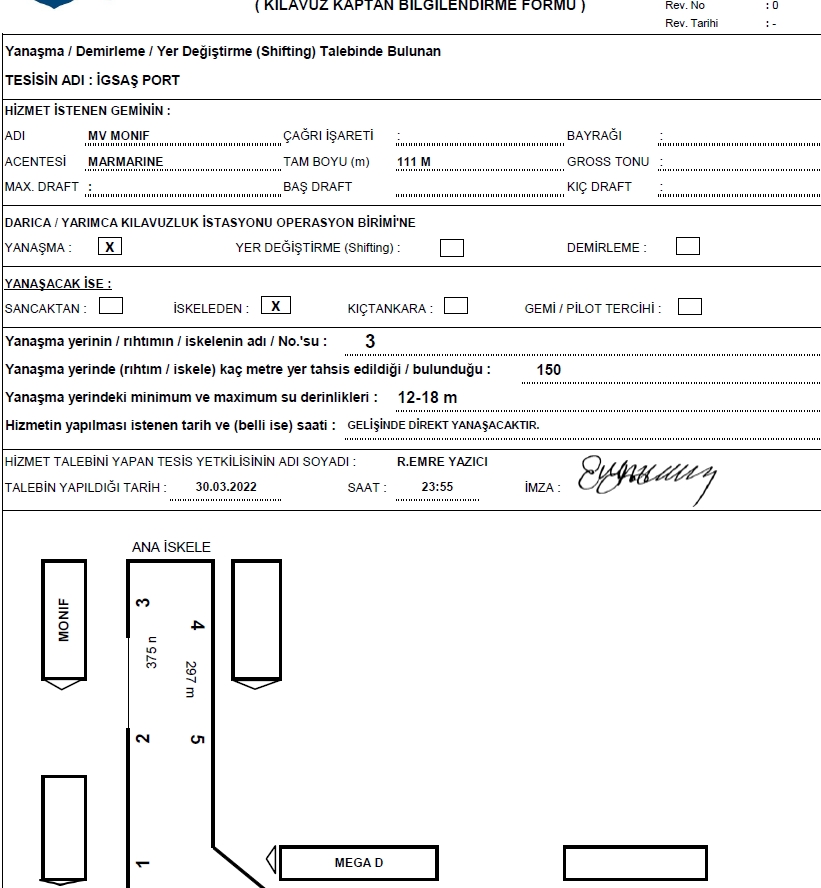 ( KILAVUZ KAPTAN BİLGİLENDİRME FORMU )
Rev. No : 0
Rev. Tarihi : -
Yanaşma / Demirleme / Yer Değiştirme (Shifting) Talebinde Bulunan
TESİSİN ADI : İGSAŞ PORT
HİZMET İSTENEN GEMİNİN :
ADI MV MONIF ÇAĞRI İŞARETİ : BAYRAĞI :
ACENTESİ MARMARINE TAM BOYU (m) 111 M GROSS TONU :
MAX. DRAFT : BAŞ DRAFT KIÇ DRAFT :
DARICA / YARIMCA KILAVUZLUK İSTASYONU OPERASYON BİRİMİ'NE
YANAŞMA : X YER DEĞİŞTİRME (Shifting) : DEMİRLEME :
YANAŞACAK İSE :
SANCAKTAN : İSKELEDEN : X KIÇTANKARA : GEMİ / PİLOT TERCİHİ :
Yanaşma yerinin / rıhtımın / iskelenin adı / No.'su : 3
Yanaşma yerinde (rıhtım / iskele) kaç metre yer tahsis edildiği / bulunduğu : 150
Yanaşma yerindeki minimum ve maximum su derinlikleri : 12-18 m
Hizmetin yapılması istenen tarih ve (belli ise) saati : GELİŞİNDE DİREKT YANAŞACAKTIR.
HİZMET TALEBİNİ YAPAN TESİS YETKİLİSİNİN ADI SOYADI : R.EMRE YAZICI
TALEBİN YAPILDIĞI TARİH : 30.03.2022 SAAT : 23:55 İMZA :
ANA İSKELE
MONIF
3
4
375 n
297 m
2
5
1
MEGA D